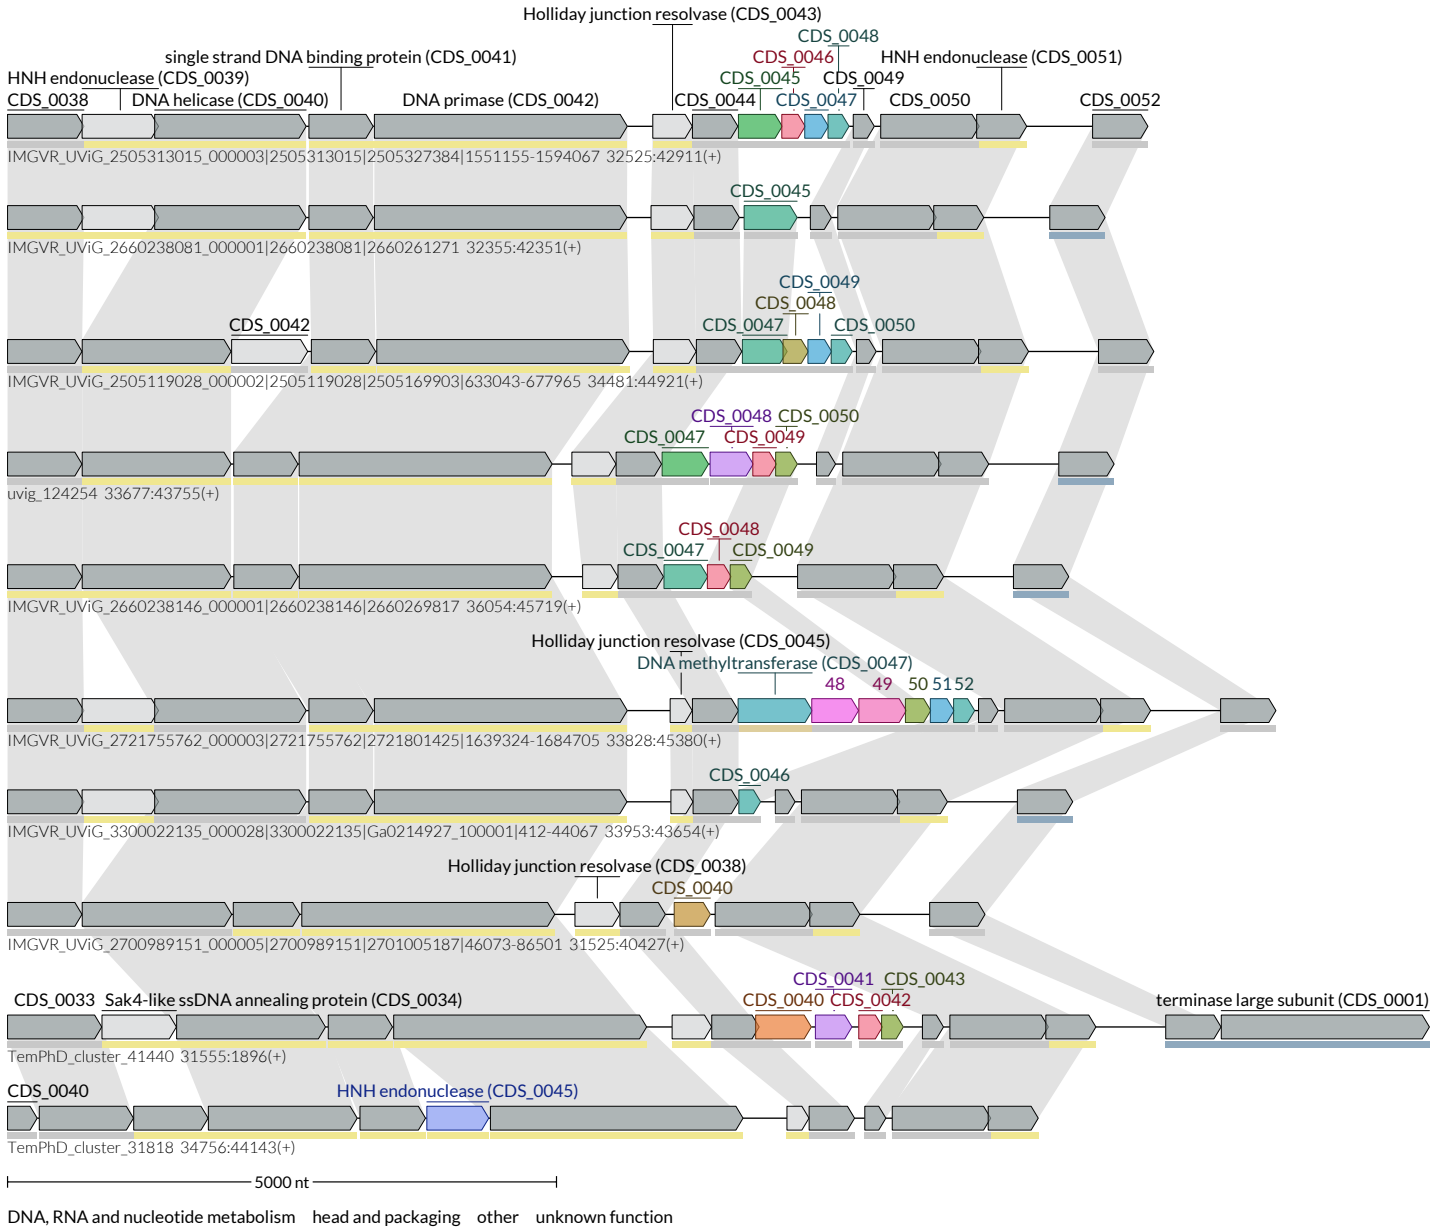 Holliday junction resolvase (CDS_0043)
CDS_0048
single strand DNA binding protein (CDS_0041)
CDS_0046
HNH endonuclease (CDS_0051)
HNH endonuclease (CDS_0039)
CDS_0045
CDS_0049
CDS_0038
DNA helicase (CDS_0040)
DNA primase (CDS_0042)
CDS_0044
CDS_0047
CDS_0050
CDS_0052
IMGVR_UViG_2505313015_000003|2505313015|2505327384|1551155-1594067 32525:42911(+)
CDS_0045
IMGVR_UViG_2660238081_000001|2660238081|2660261271 32355:42351(+)
CDS_0049
CDS_0048
CDS_0042
CDS_0047
CDS_0050
IMGVR_UViG_2505119028_000002|2505119028|2505169903|633043-677965 34481:44921(+)
CDS_0048
CDS_0050
CDS_0047
CDS_0049
uvig_124254 33677:43755(+)
CDS_0048
CDS_0047
CDS_0049
IMGVR_UViG_2660238146_000001|2660238146|2660269817 36054:45719(+)
Holliday junction resolvase (CDS_0045)
DNA methyltransferase (CDS_0047)
48
49
50
51
52
IMGVR_UViG_2721755762_000003|2721755762|2721801425|1639324-1684705 33828:45380(+)
CDS_0046
IMGVR_UViG_3300022135_000028|3300022135|Ga0214927_100001|412-44067 33953:43654(+)
Holliday junction resolvase (CDS_0038)
CDS_0040
IMGVR_UViG_2700989151_000005|2700989151|2701005187|46073-86501 31525:40427(+)
CDS_0041
CDS_0043
CDS_0033
Sak4-like ssDNA annealing protein (CDS_0034)
CDS_0040
CDS_0042
terminase large subunit (CDS_0001)
TemPhD_cluster_41440 31555:1896(+)
CDS_0040
HNH endonuclease (CDS_0045)
TemPhD_cluster_31818 34756:44143(+)
5000 nt
DNA, RNA and nucleotide metabolism head and packaging other unknown function